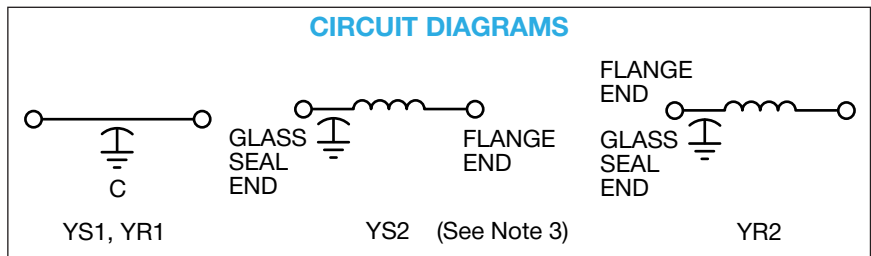 CIRCUIT DIAGRAMS
C
YS1, YR1
GLASS
SEAL
END
FLANGE
END
YS2 (See Note 3)
FLANGE
END
GLASS
SEAL
END
YR2